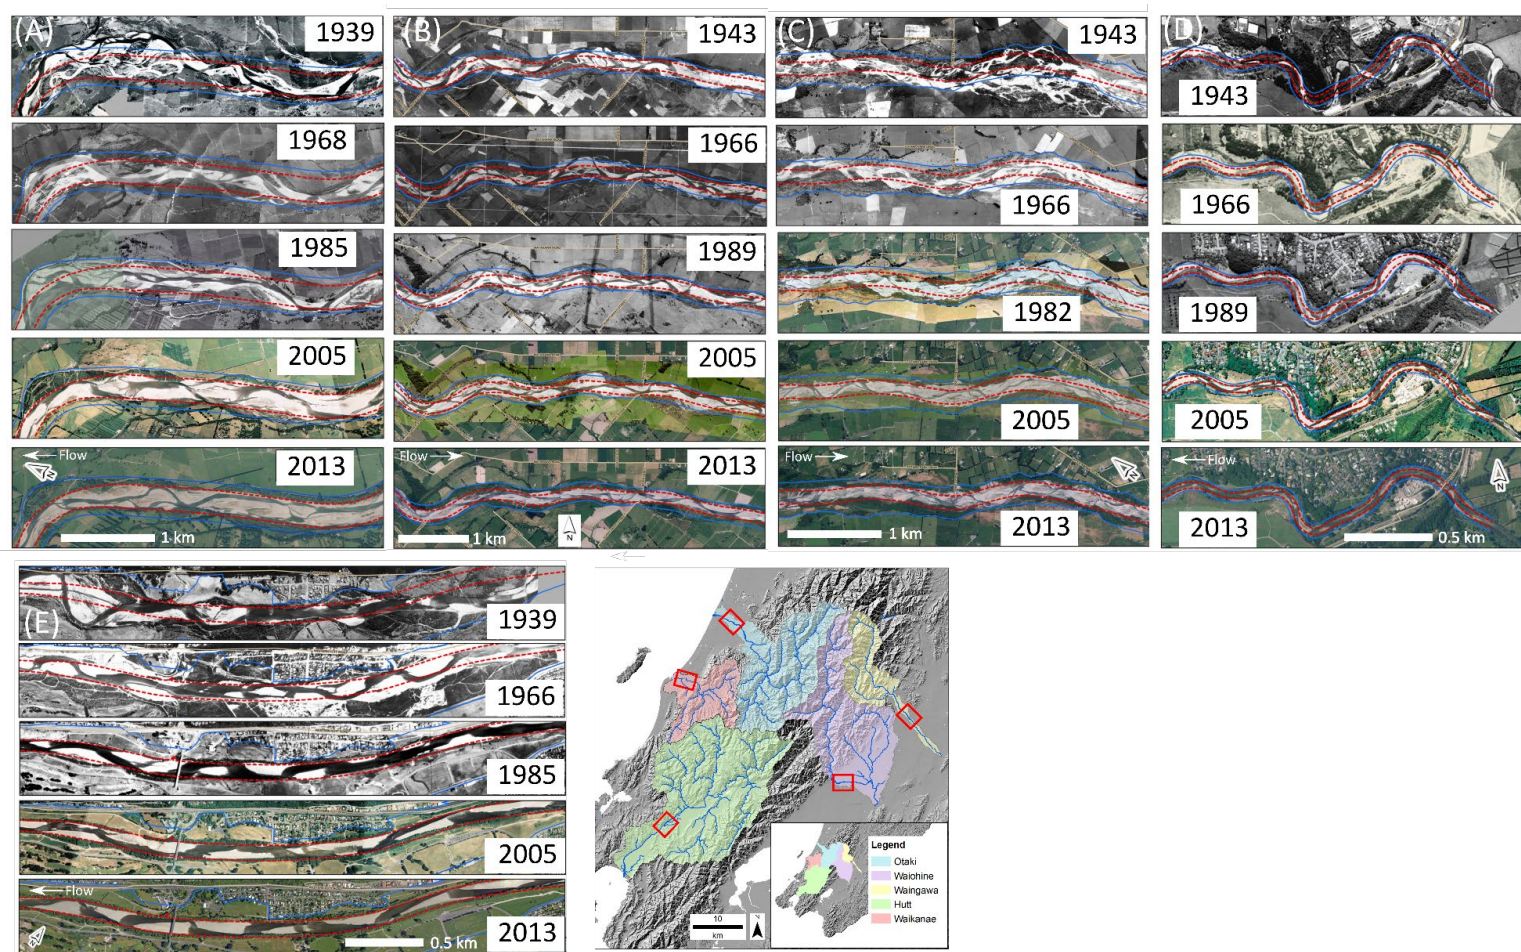 (A)
1939
1968
1985
2005
Flow
2013
1 km
(B)
1943
1966
1989
2005
Flow
2013
1 km
N
(C)
1943
1966
1982
2005
Flow
2013
1 km
N
(D)
1943
1966
1989
2005
Flow
N
2013
0.5 km
(E)
1939
1966
1985
2005
Flow
2013
0.5 km
N
10
km
N
Legend
Otaki
Waiohine
Waingawa
Hutt
Waikanae